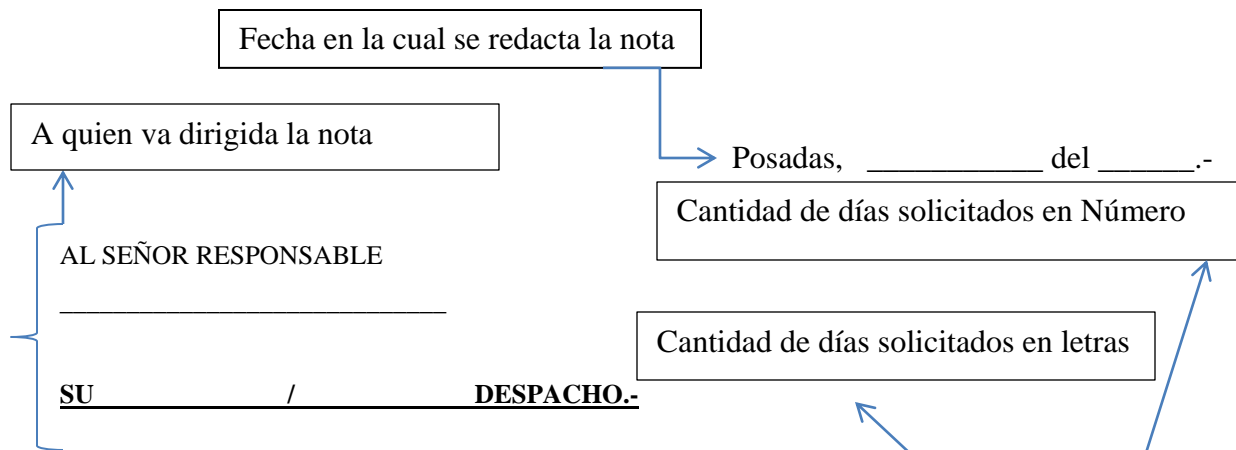 Fecha en la cual se redacta la nota
A quien va dirigida la nota
Posadas, ___________ del ______.-
Cantidad de días solicitados en Número
AL SEÑOR RESPONSABLE
_____________________________
Cantidad de días solicitados en letras
SU / DESPACHO.-